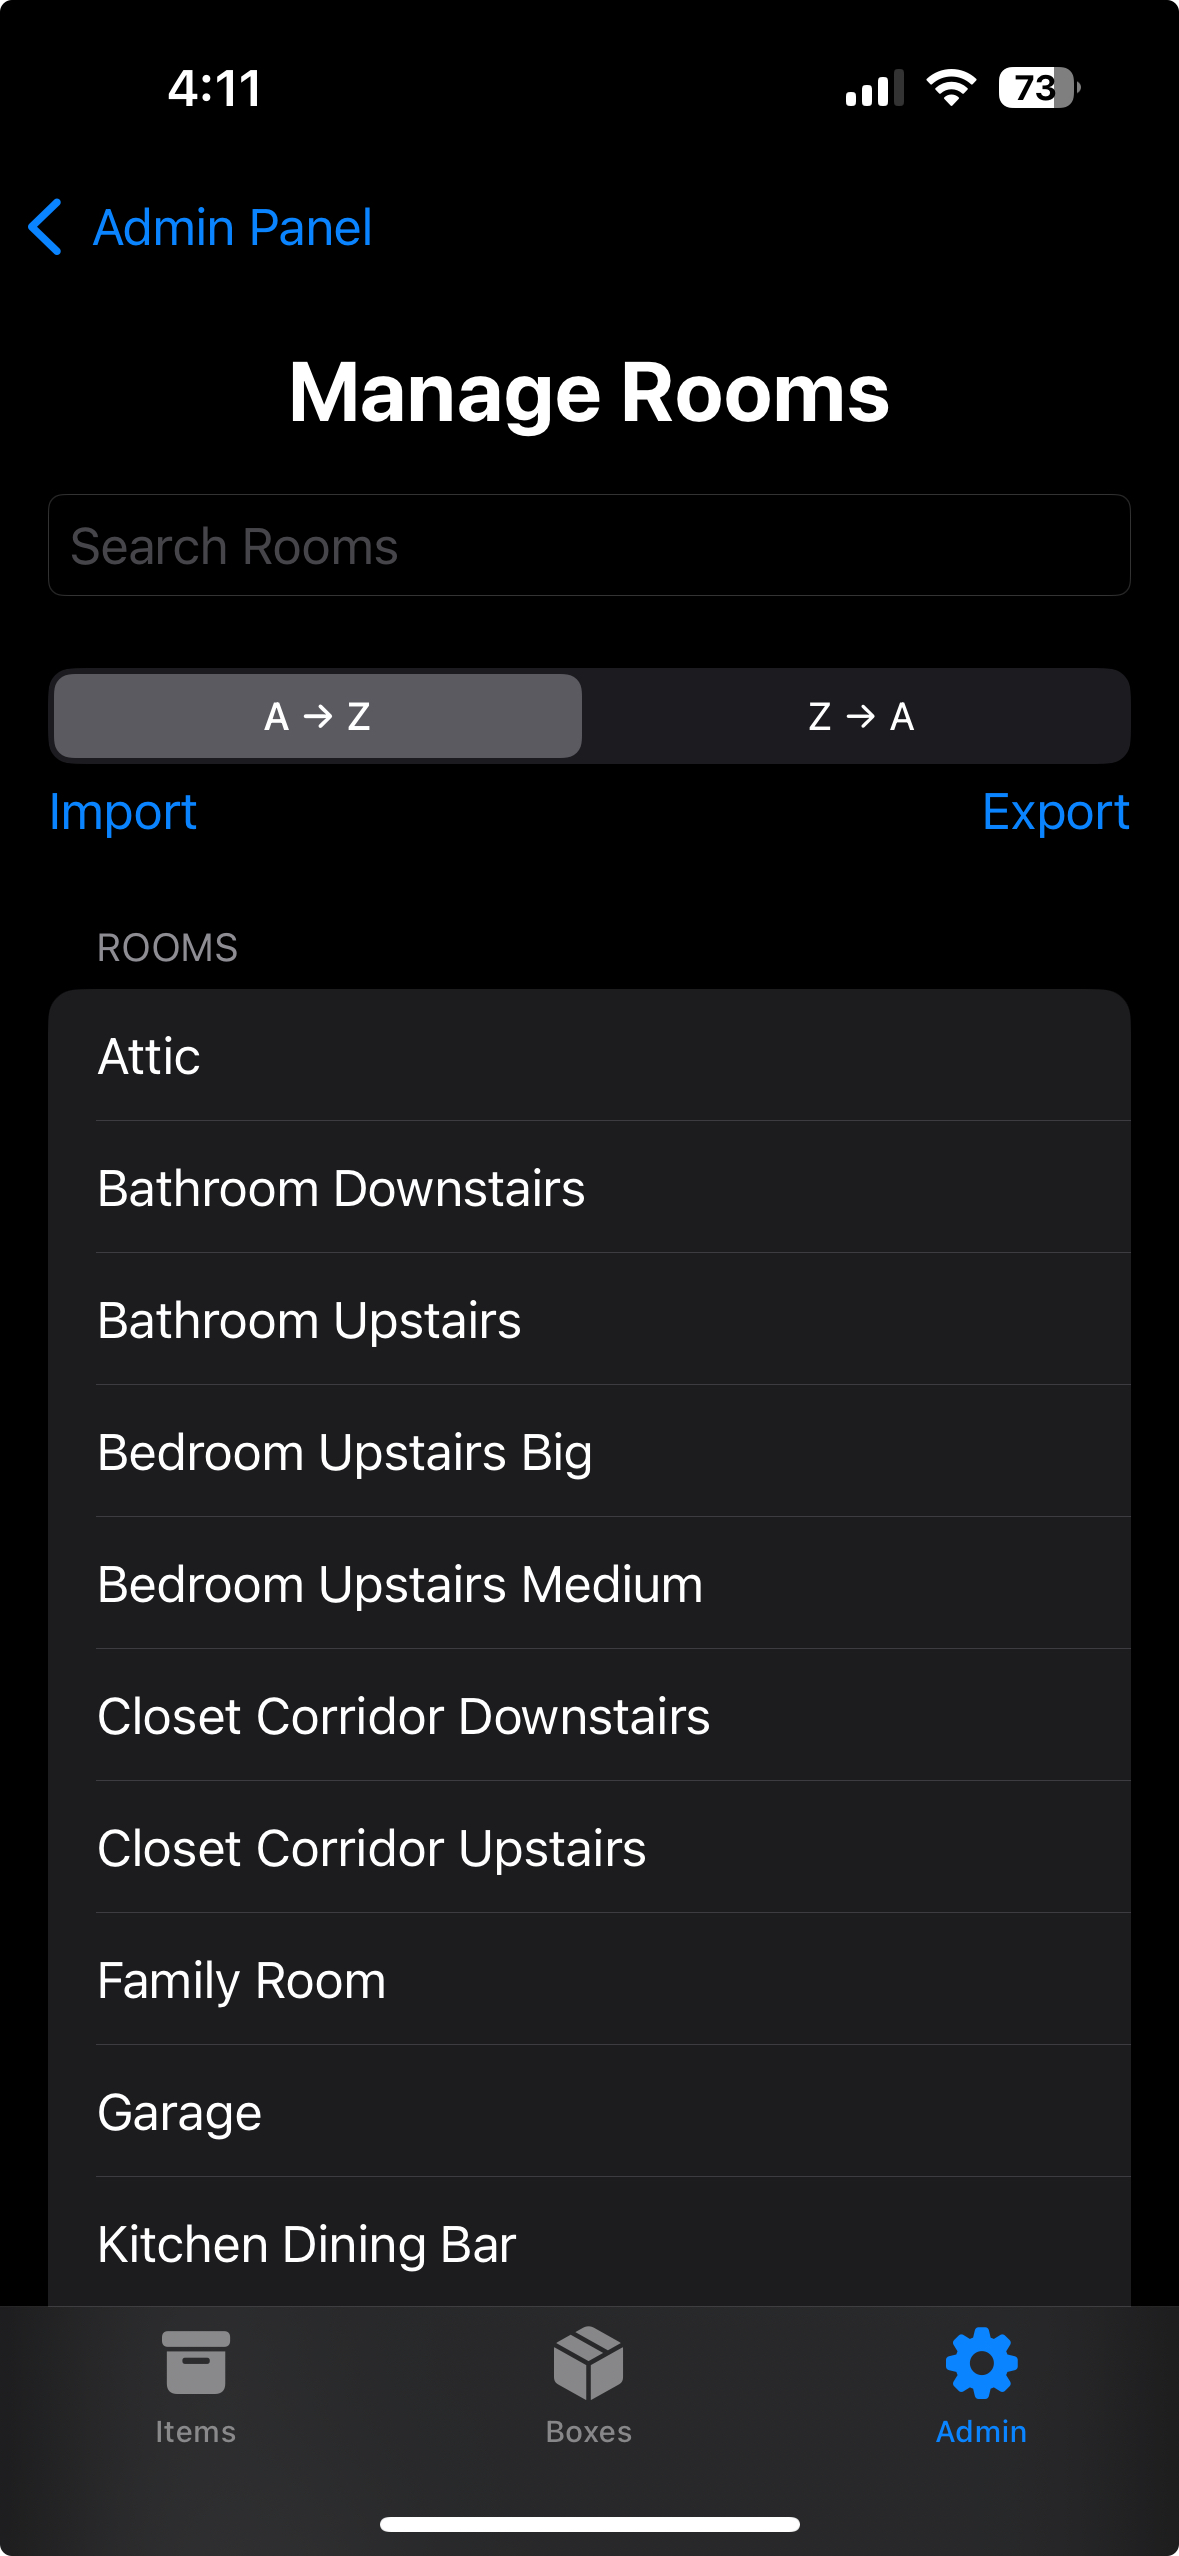 4:11
73
Admin Panel
Manage Rooms
Search Rooms
A → Z
Z → A
Import
Export
ROOMS
Attic
Bathroom Downstairs
Bathroom Upstairs
Bedroom Upstairs Big
Bedroom Upstairs Medium
Closet Corridor Downstairs
Closet Corridor Upstairs
Family Room
Garage
Kitchen Dining Bar
Items
Boxes
Admin